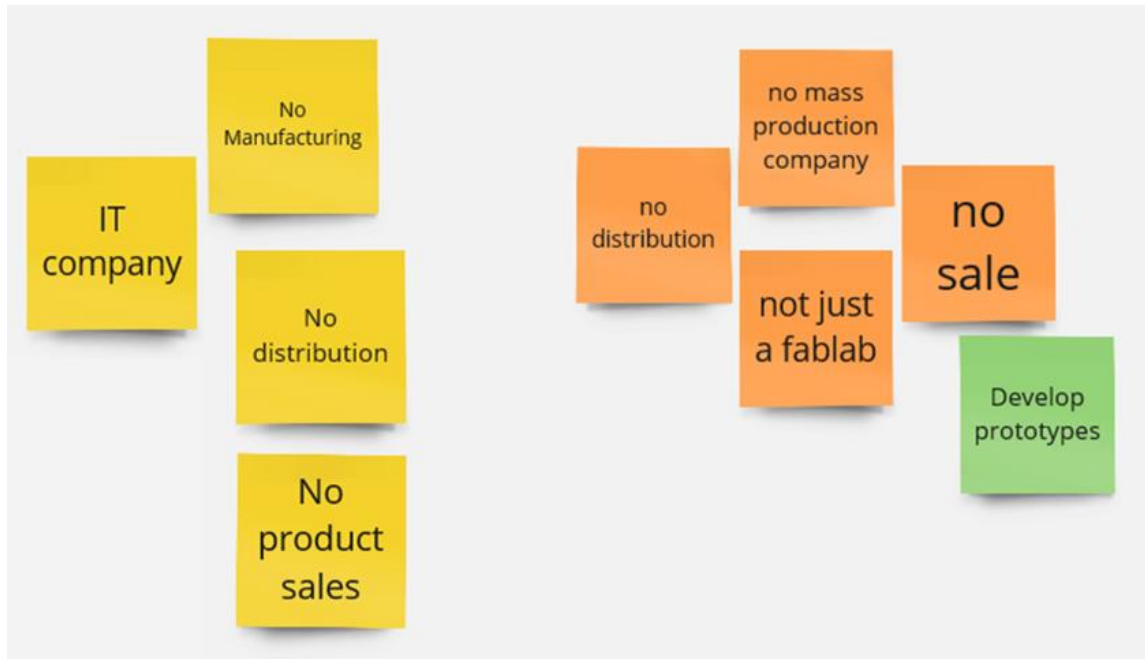 No
Manufacturing
IT
company
No
distribution
No
product
sales
no mass
production
company
no
distribution
no
sale
not just
a fablab
Develop
prototypes